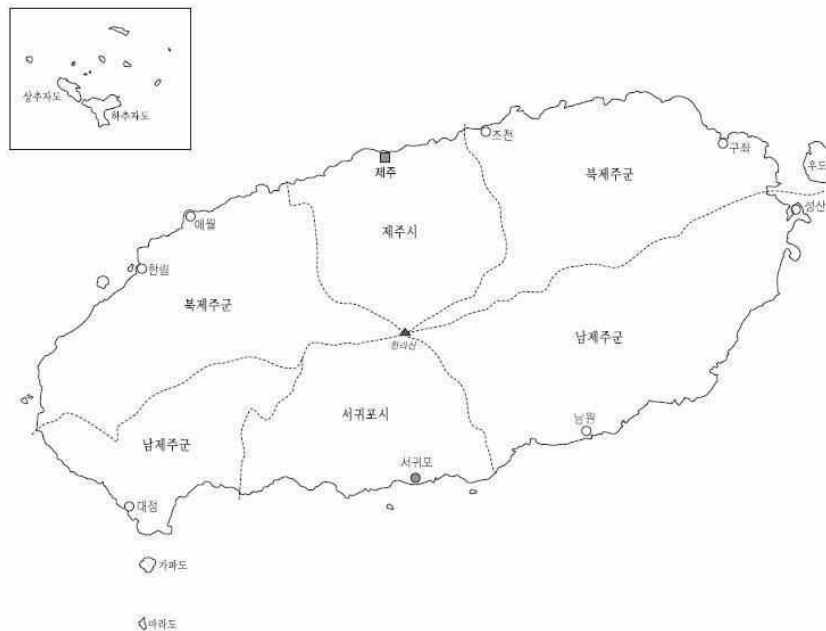 상추자도
하추자도
조천
제주
구좌
북제주군
우도
성산
제주시
애월
한림
북제주군
한라산
남제주군
서귀포시
남원
남제주군
서귀포
대정
가파도
마라도